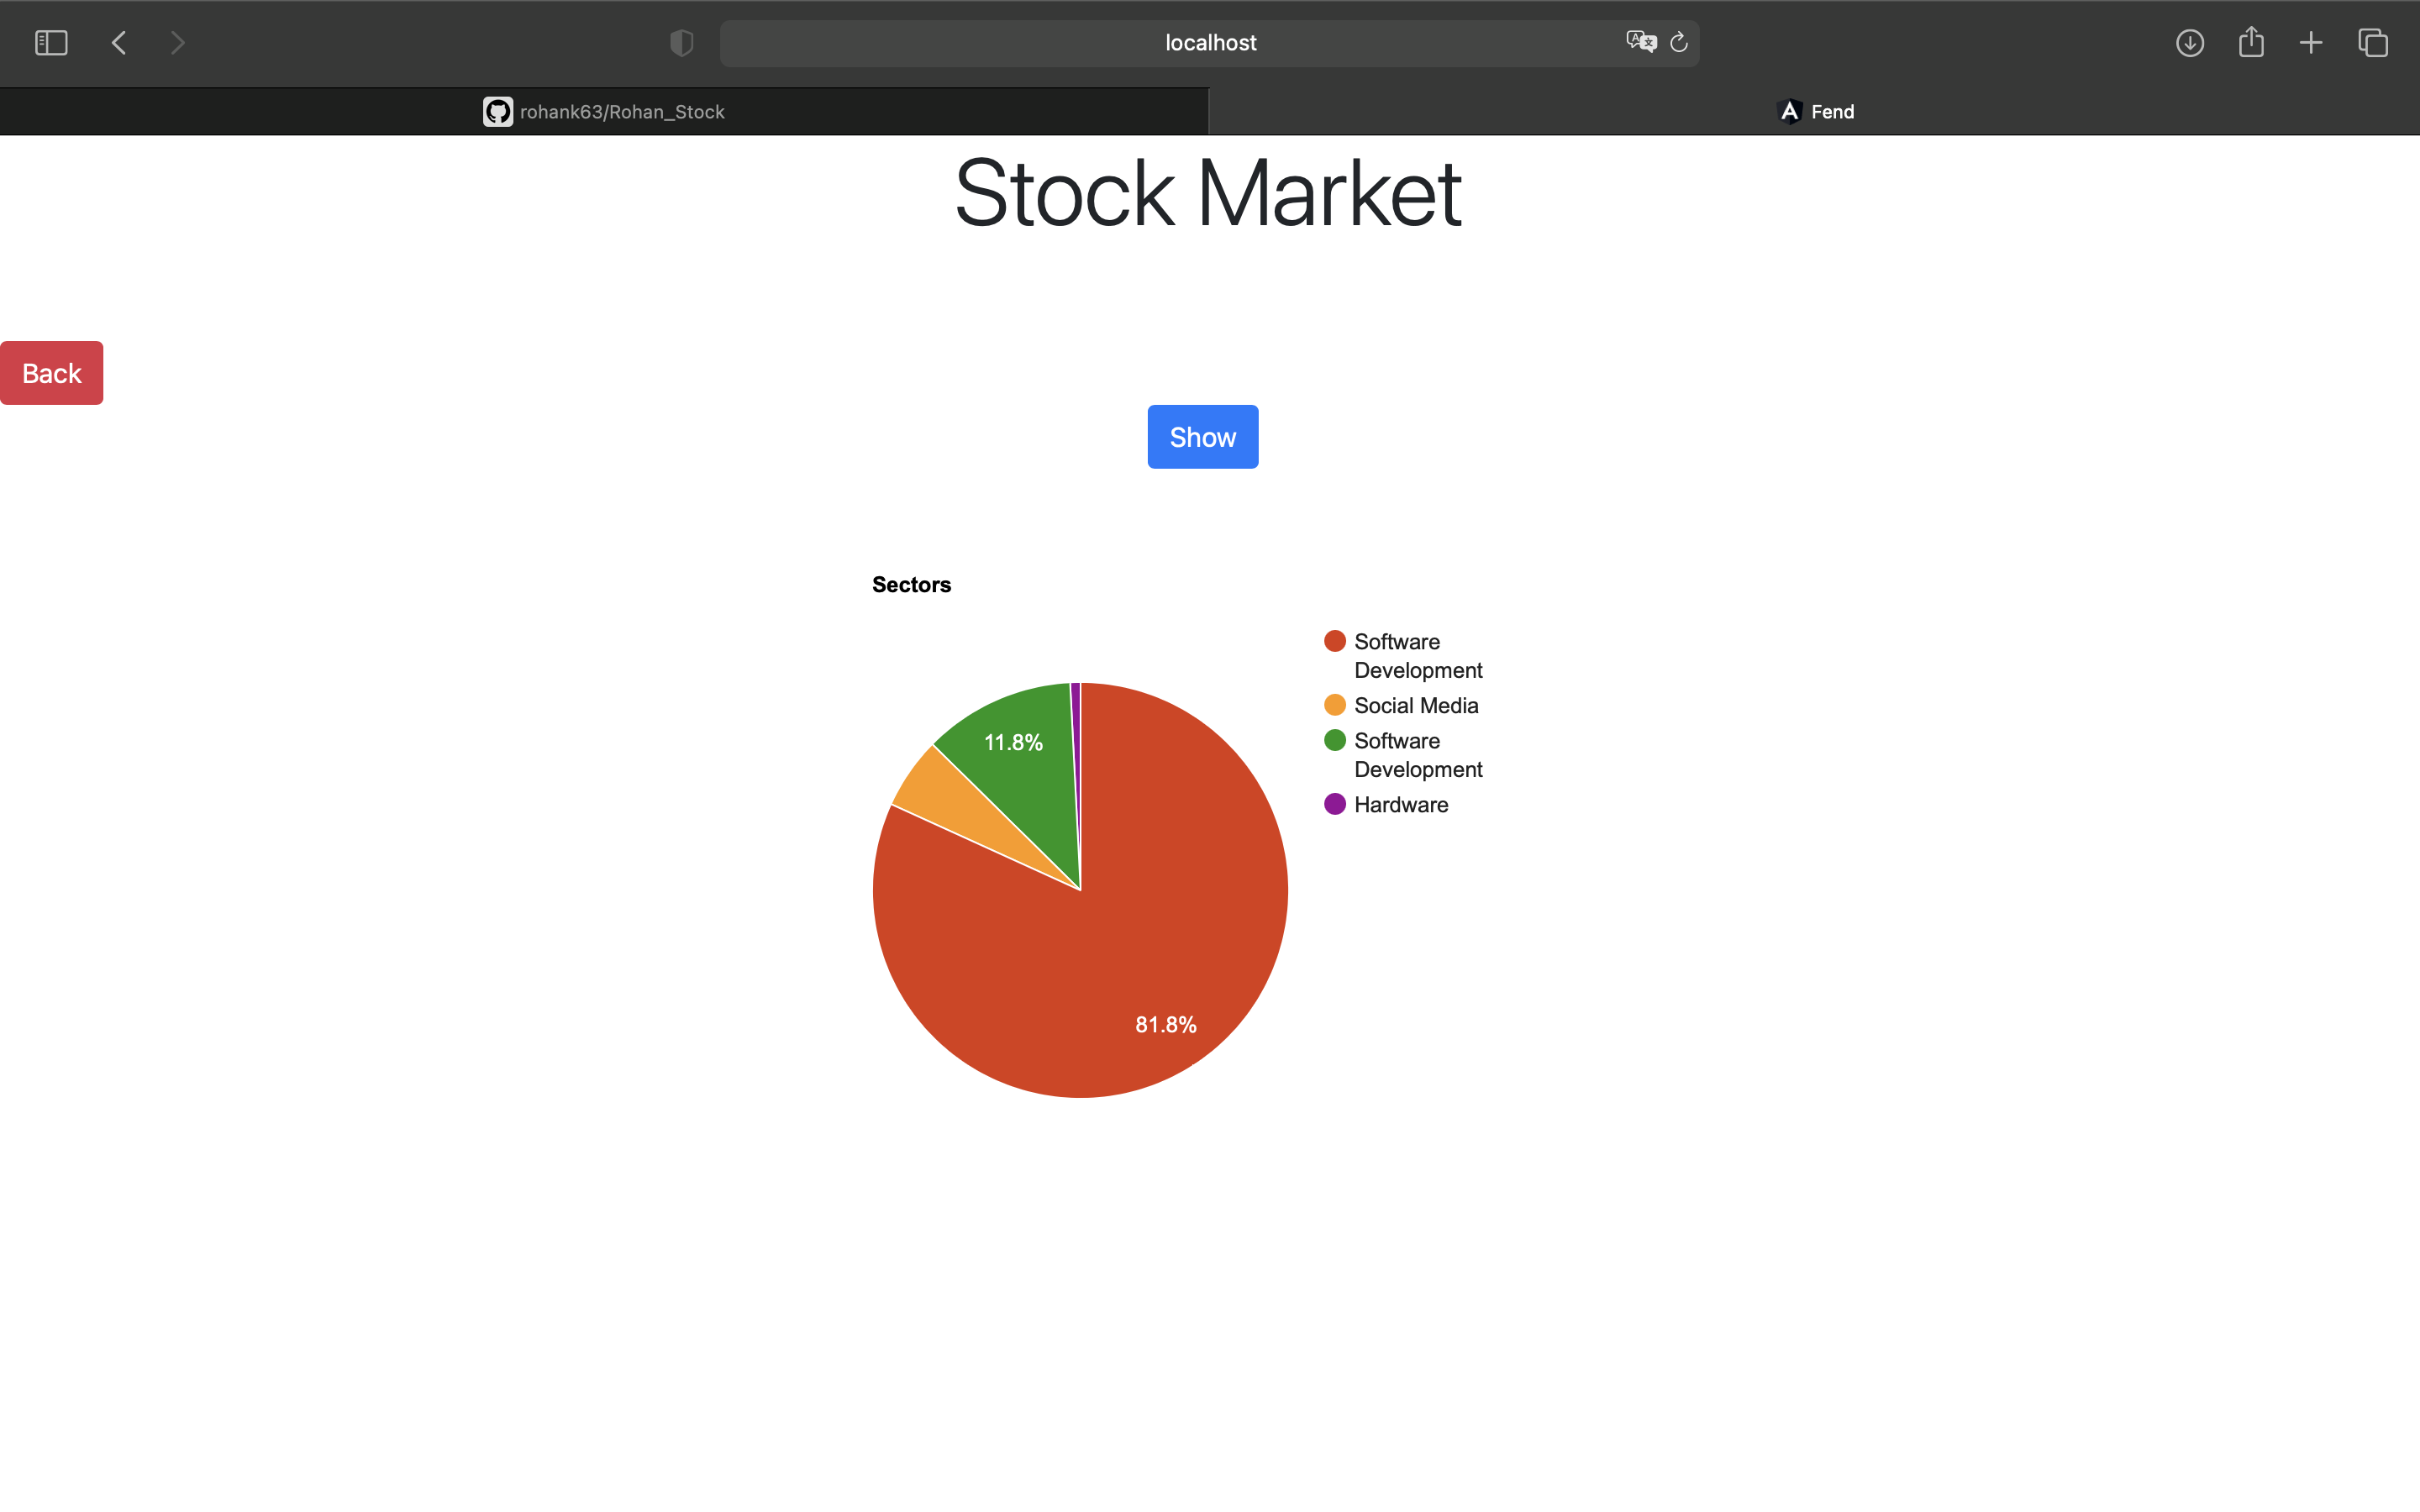 localhost
rohank63/Rohan_Stock
Fend
Stock Market
Back
Show
Sectors
Software
Development
Social Media
Software
Development
Hardware
11.8%
81.8%